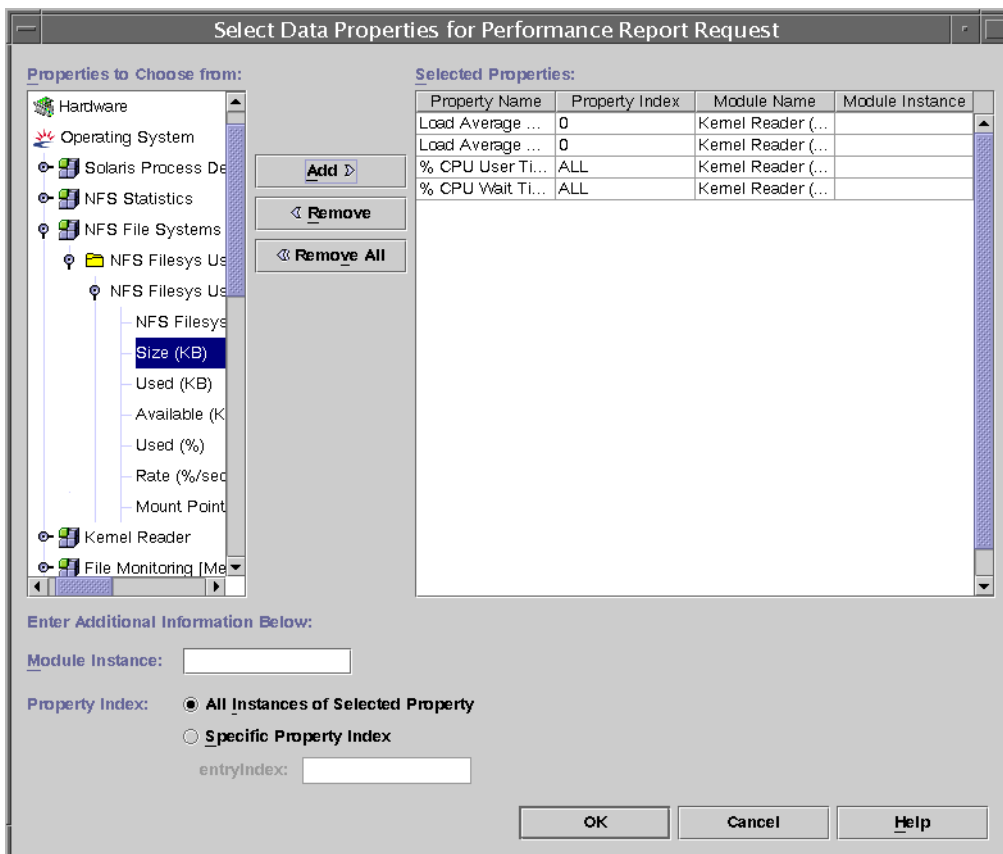 Select Data Properties for Performance Report Request
Properties to Choose from:
Hardware
Operating System
Solaris Process De
NFS Statistics
NFS File Systems
NFS Filesys Us
NFS Filesys Us
NFS Filesys
Size (KB)
Used (KB)
Available (K
Used (%)
Rate (%/sec
Mount Point
Kernel Reader
File Monitoring [Me
Add
Remove
Remove All
Selected Properties:
Property Name Property Index Module Name Module Instance
Load Average ... 0 Kernel Reader (...
Load Average ... 0 Kernel Reader (...
% CPU User Ti... ALL Kernel Reader (...
% CPU Wait Ti... ALL Kernel Reader (...
Enter Additional Information Below:
Module Instance:
Property Index:
All Instances of Selected Property
Specific Property Index
entryIndex:
OK Cancel Help